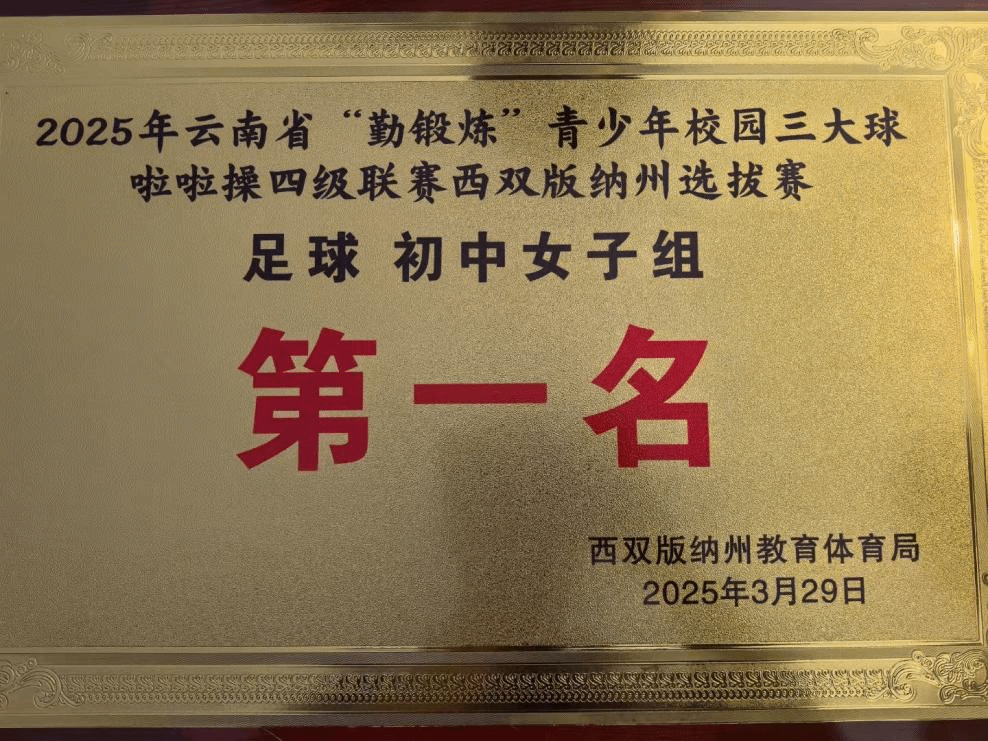 2025年云南省“勤锻炼”青少年校园三大球
啦啦操四级联赛西双版纳州选拔赛
足球 初中女子组
第一名
西双版纳州教育体育局
2025年3月29日